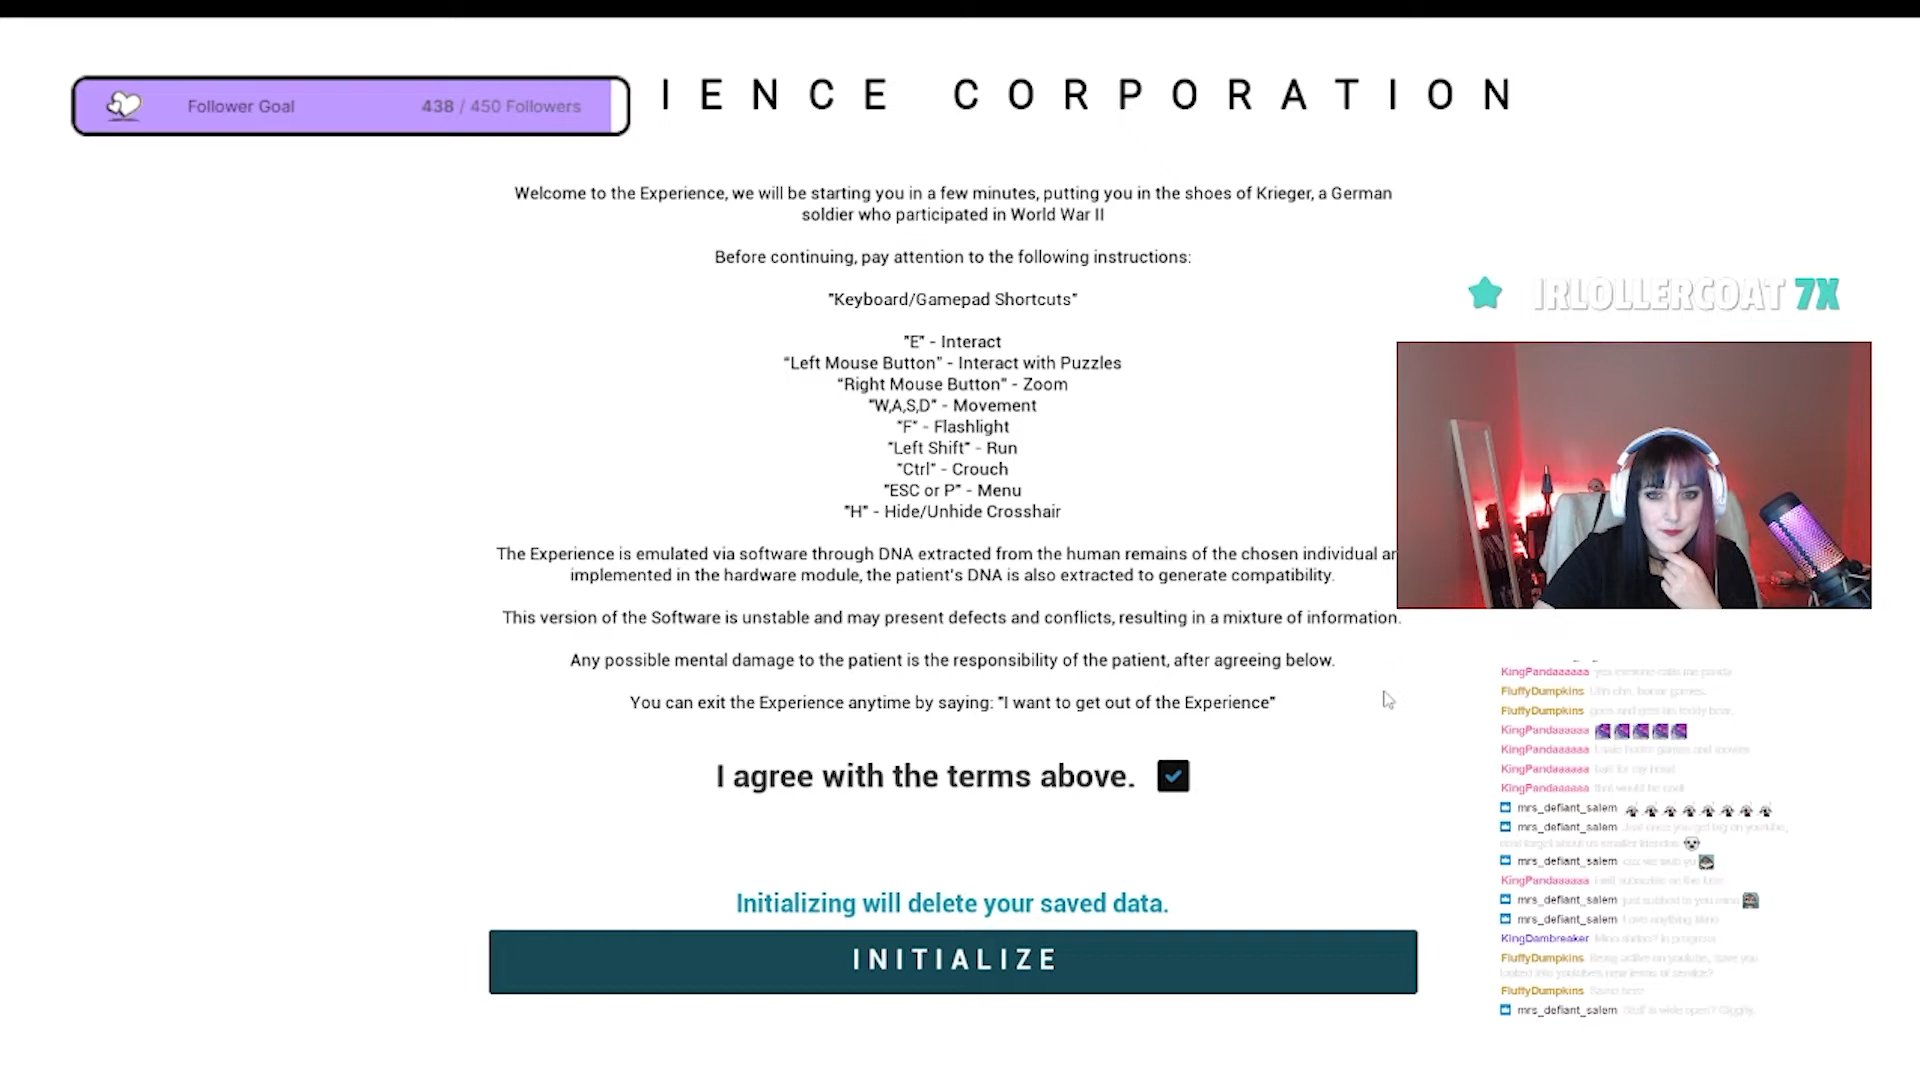 Follower Goal 438 / 450 Followers
IENCE CORPORATION
Welcome to the Experience, we will be starting you in a few minutes, putting you in the shoes of Krieger, a German
soldier who participated in World War II
Before continuing, pay attention to the following instructions:
"Keyboard/Gamepad Shortcuts"
"E" - Interact
"Left Mouse Button" - Interact with Puzzles
"Right Mouse Button" - Zoom
"W,A,S,D" - Movement
"F" - Flashlight
"Left Shift" - Run
"Ctrl" - Crouch
"ESC or P" - Menu
"H" - Hide/Unhide Crosshair
The Experience is emulated via software through DNA extracted from the human remains of the chosen individual
implemented in the hardware module, the patient's DNA is also extracted to generate compatibility.
This version of the Software is unstable and may present defects and conflicts, resulting in a mixture of information.
Any possible mental damage to the patient is the responsibility of the patient, after agreeing below.
You can exit the Experience anytime by saying: "I want to get out of the Experience"
I agree with the terms above.
Initializing will delete your saved data.
INITIALIZE
IRLOLLERCOAT 7X
KingPandaaaaaa
FluffyDumpkins
FluffyDumpkins
KingPandaaaaaa
KingPandaaaaaa
KingPandaaaaaa
KingPandaaaaaa
mrs_defiant_salem
mrs_defiant_salem
mrs_defiant_salem
KingPandaaaaaa
mrs_defiant_salem
mrs_defiant_salem
KingDambreaker
FluffyDumpkins
FluffyDumpkins
mrs_defiant_salem